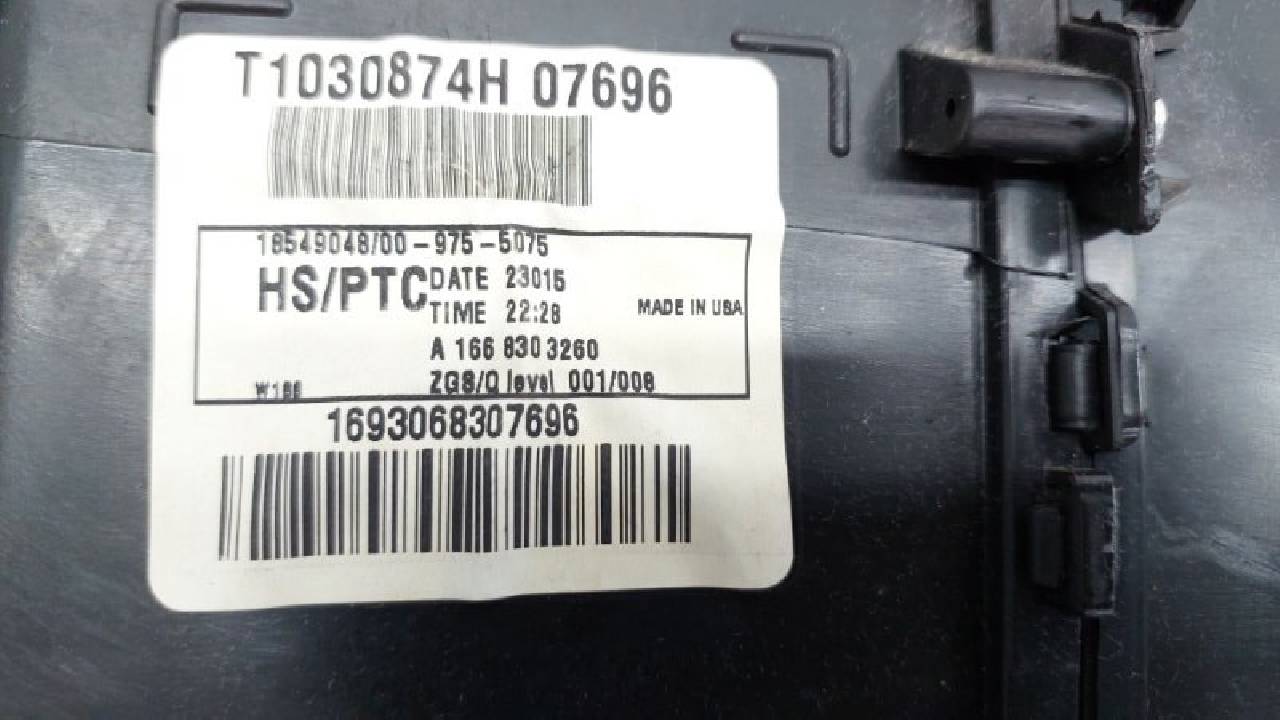 T1030874H 07696
18549048/00-975-5075
HS/PTC DATE 23015
TIME 22:28 MADE IN USA
A 166 830 3260
W166 ZGS/Q level 001/008
1693068307696